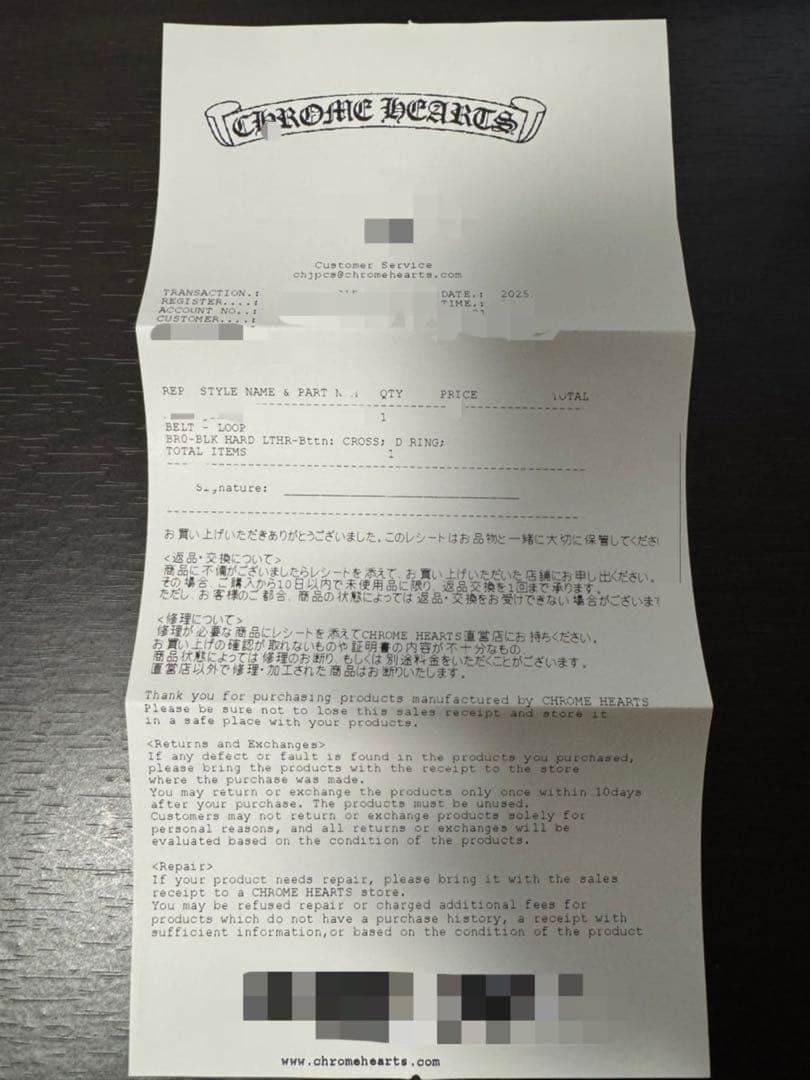 CHROME HEARTS
Customer Service
chjpcs@chromehearts.com
TRANSACTION.: DATE.: 2025.
REGISTER....: TIME.:
ACCOUNT NO..:
CUSTOMER....:
REP STYLE NAME & PART QTY PRICE TOTAL
1
BELT - LOOP
BRO-BLK HARD LTHR-Bttn: CROSS; D RING;
TOTAL ITEMS 1
Signature:
お買い上げいただきありがとうございました。このレシートはお品物と一緒に大切に保管してくださ
<返品・交換について>
商品に不備がございましたらレシートを添えて、お買い上げいただいた店舗にお申し出ください。
その場合、ご購入から10日以内で未使用品に限り、返品交換を1回まで承ります。
ただし、お客様のご都合、商品の状態によっては返品・交換をお受けできない場合がございま
<修理について>
修理が必要な商品にレシートを添えてCHROME HEARTS直営店にお持ちください。
お買い上げの確認が取れないものや証明書の内容が不十分なもの、
商品状態によっては修理のお断り、もしくは別途料金をいただくことがございます。
直営店以外で修理・加工された商品はお断りいたします。
Thank you for purchasing products manufactured by CHROME HEARTS
Please be sure not to lose this sales receipt and store it
in a safe place with your products.
<Returns and Exchanges>
If any defect or fault is found in the products you purchased,
please bring the products with the receipt to the store
where the purchase was made.
You may return or exchange the products only once within 10days
after your purchase. The products must be unused.
Customers may not return or exchange products solely for
personal reasons, and all returns or exchanges will be
evaluated based on the condition of the products.
<Repair>
If your product needs repair, please bring it with the sales
receipt to a CHROME HEARTS store.
You may be refused repair or charged additional fees for
products which do not have a purchase history, a receipt with
sufficient information,or based on the condition of the product
www.chromehearts.com